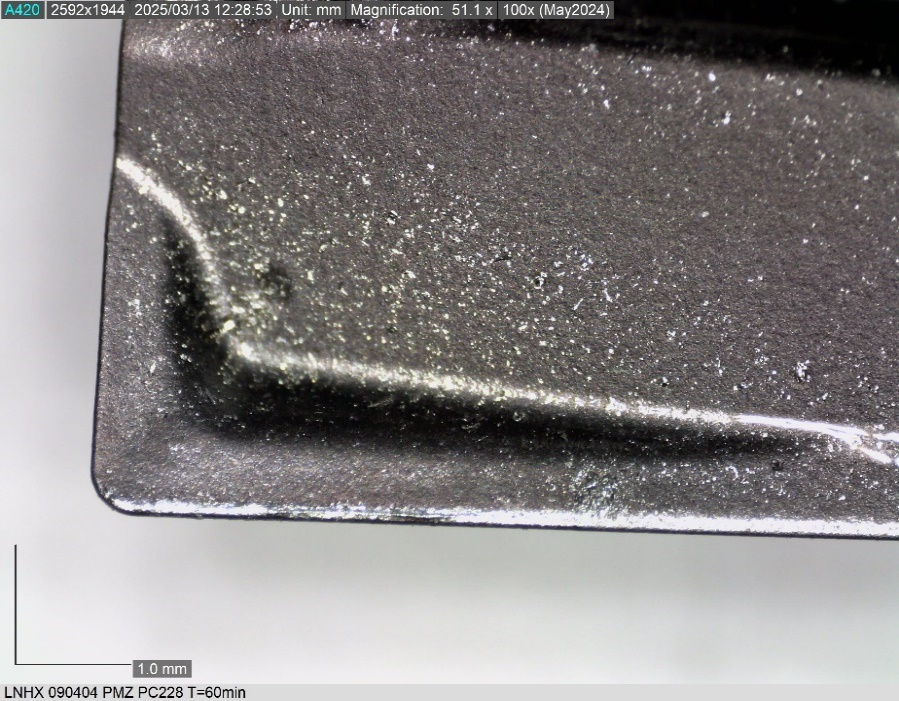 A420 2592x1944 2025/03/13 12:28:53 Unit: mm Magnification: 51.1 x 100x (May2024)
1.0 mm
LNHX 090404 PMZ PC228 T=60min